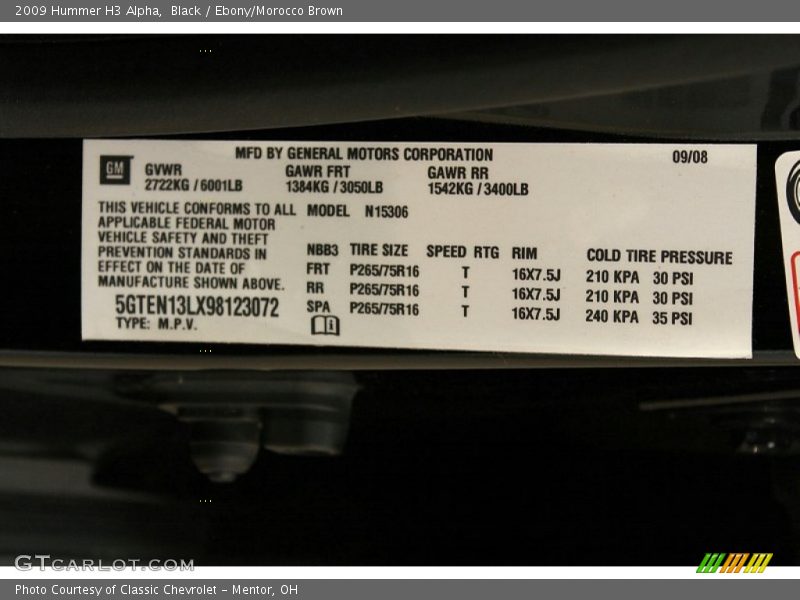 2009 Hummer H3 Alpha,  Black / Ebony/Morocco Brown
MFD BY GENERAL MOTORS CORPORATION 09/08
GM
GVWR GAWR FRT GAWR RR
2722KG / 6001LB 1384KG / 3050LB 1542KG / 3400LB
THIS VEHICLE CONFORMS TO ALL MODEL N15306
APPLICABLE FEDERAL MOTOR
VEHICLE SAFETY AND THEFT
PREVENTION STANDARDS IN
EFFECT ON THE DATE OF
MANUFACTURE SHOWN ABOVE.
5GTEN13LX98123072
TYPE: M.P.V.
NBB3 TIRE SIZE SPEED RTG RIM COLD TIRE PRESSURE
FRT P265/75R16 T 16X7.5J 210 KPA 30 PSI
RR P265/75R16 T 16X7.5J 210 KPA 30 PSI
SPA P265/75R16 T 16X7.5J 240 KPA 35 PSI
GTCARLOT.COM
Photo Courtesy of Classic Chevrolet - Mentor, OH